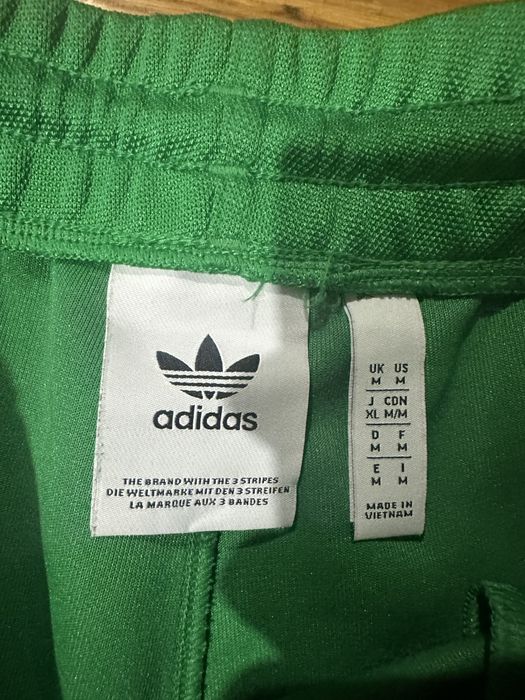 adidas
THE BRAND WITH THE 3 STRIPES
DIE WELTMARKE MIT DEN 3 STREIFEN
LA MARQUE AUX 3 BANDES
UK US
M M
J CDN
XL M/M
D F
M M
E I
M M
MADE IN
VIETNAM